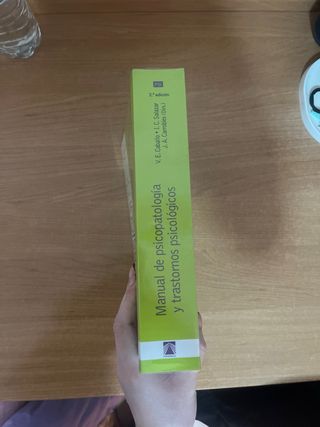 2.ª edición
V. E. Caballo • I. C. Salazar
J. A. Carrobles (Dirs.)
Manual de psicopatología
y trastornos psicológicos